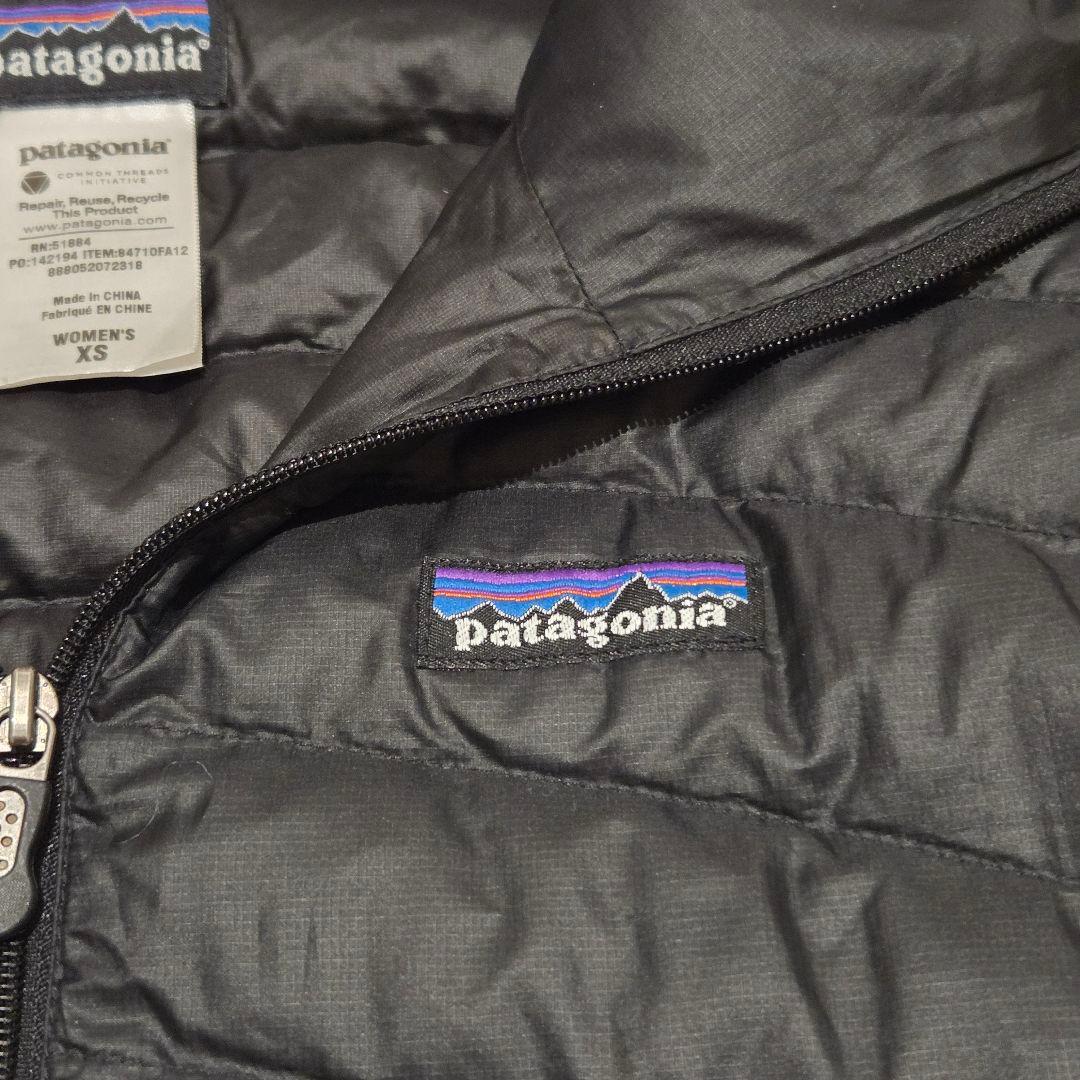 patagonia®
patagonia®
COMMON THREADS
INITIATIVE
Repair, Reuse, Recycle
This Product
www.patagonia.com
RN:51884
PO:142194 ITEM:84710FA12
888052072318
Made in CHINA
Fabriqué EN CHINE
WOMEN'S
XS
patagonia®